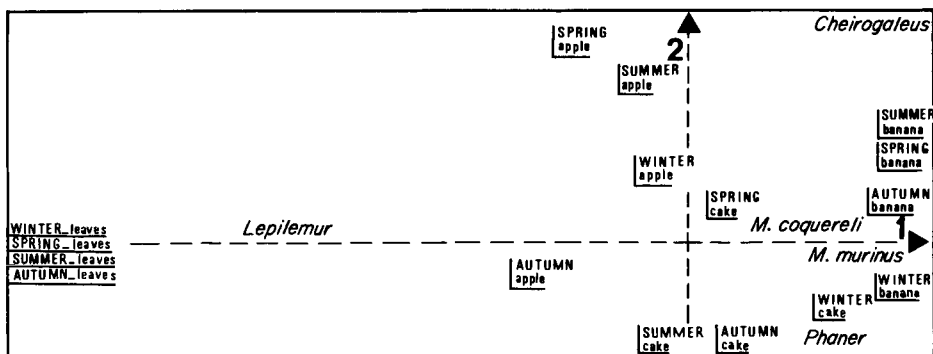 Cheirogaleus
SPRING
apple
2
SUMMER
apple
SUMMER
banana
SPRING
banana
WINTER
apple
SPRING
cake
AUTUMN
banana
WINTER_leaves
SPRING_leaves
SUMMER_leaves
AUTUMN_leaves
Lepilemur
M. coquereli
1
M. murinus
AUTUMN
apple
WINTER
banana
WINTER
cake
SUMMER
cake
AUTUMN
cake
Phaner